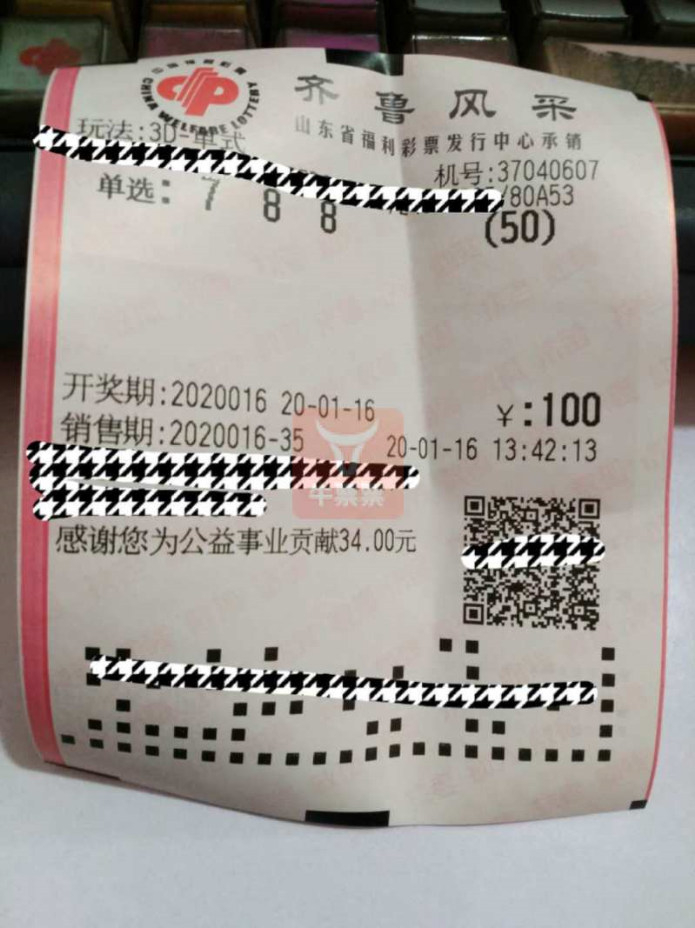 CHINA WELFARE LOTTERY
齐鲁风采
山东省福利彩票发行中心承销
玩法:3D-单式
机号:37040607
/80A53
单选: 7 8 8
(50)
开奖期:2020016 20-01-16
¥:100
销售期:2020016-35 20-01-16 13:42:13
牛票票
感谢您为公益事业贡献34.00元